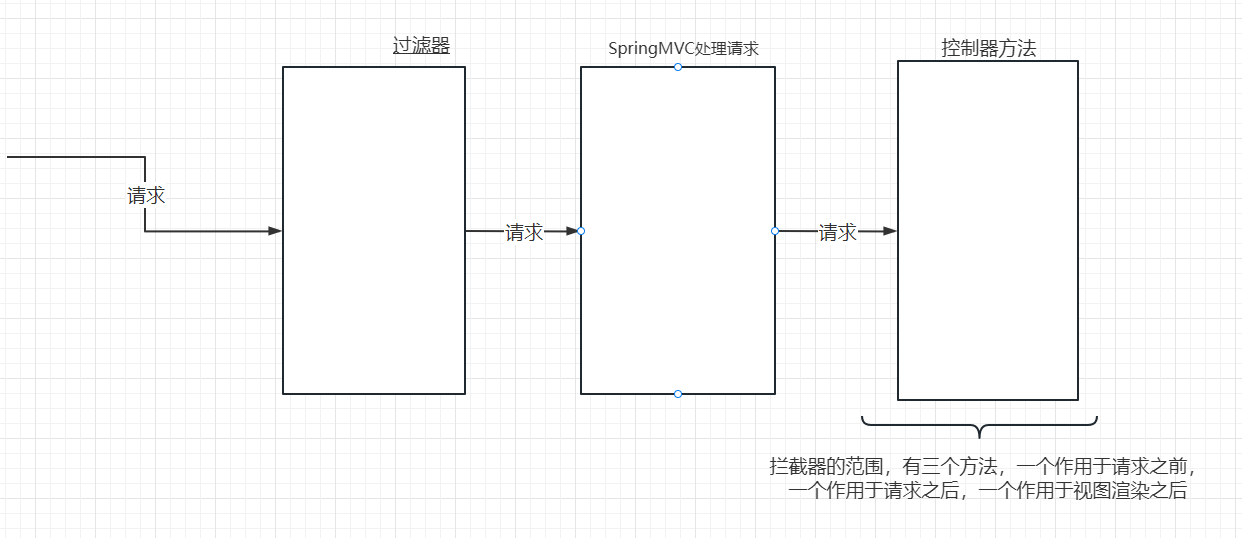 过滤器
SpringMVC处理请求
控制器方法
请求
请求
请求
拦截器的范围，有三个方法，一个作用于请求之前，
一个作用于请求之后，一个作用于视图渲染之后